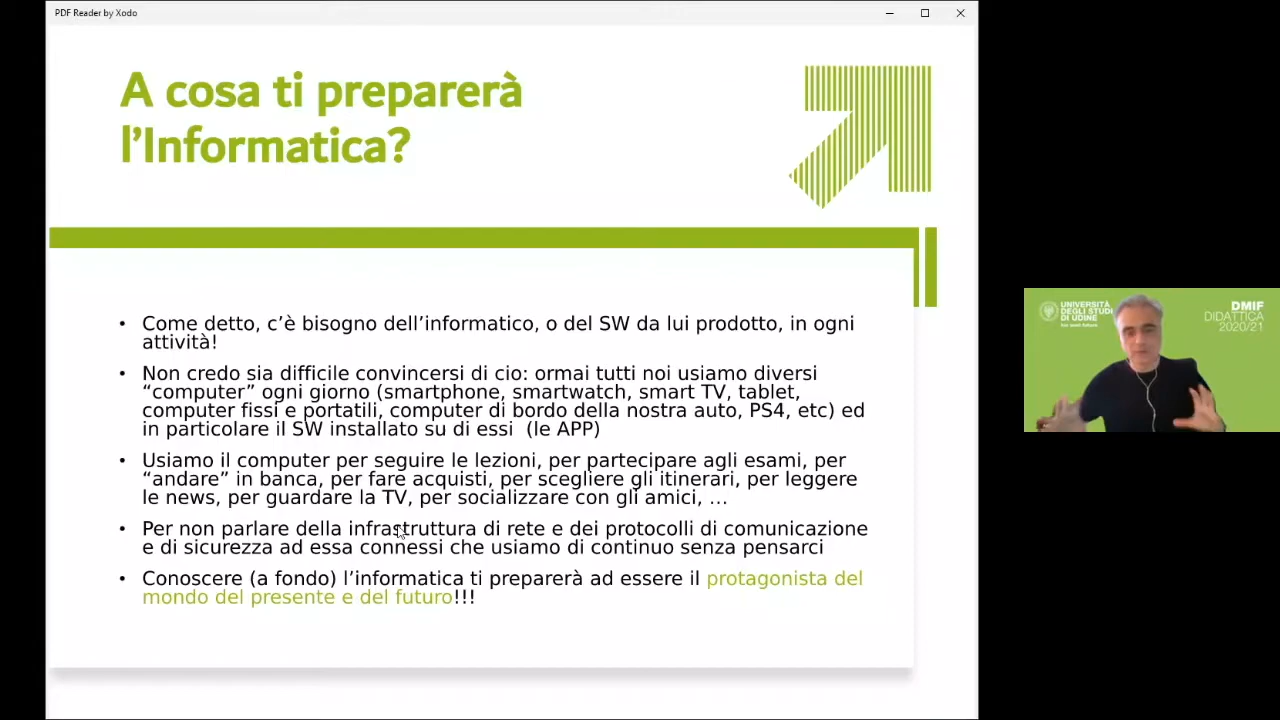 PDF Reader by Xodo
A cosa ti preparerà
l’Informatica?
• Come detto, c’è bisogno dell’informatico, o del SW da lui prodotto, in ogni
attività!
• Non credo sia difficile convincersi di cio: ormai tutti noi usiamo diversi
“computer” ogni giorno (smartphone, smartwatch, smart TV, tablet,
computer fissi e portatili, computer di bordo della nostra auto, PS4, etc) ed
in particolare il SW installato su di essi (le APP)
• Usiamo il computer per seguire le lezioni, per partecipare agli esami, per
“andare” in banca, per fare acquisti, per scegliere gli itinerari, per leggere
le news, per guardare la TV, per socializzare con gli amici, …
• Per non parlare della infrastruttura di rete e dei protocolli di comunicazione
e di sicurezza ad essa connessi che usiamo di continuo senza pensarci
• Conoscere (a fondo) l’informatica ti preparerà ad essere il protagonista del
mondo del presente e del futuro!!!
UNIVERSITÀ
DEGLI STUDI
DI UDINE
DMIF
DIDATTICA
2020/21